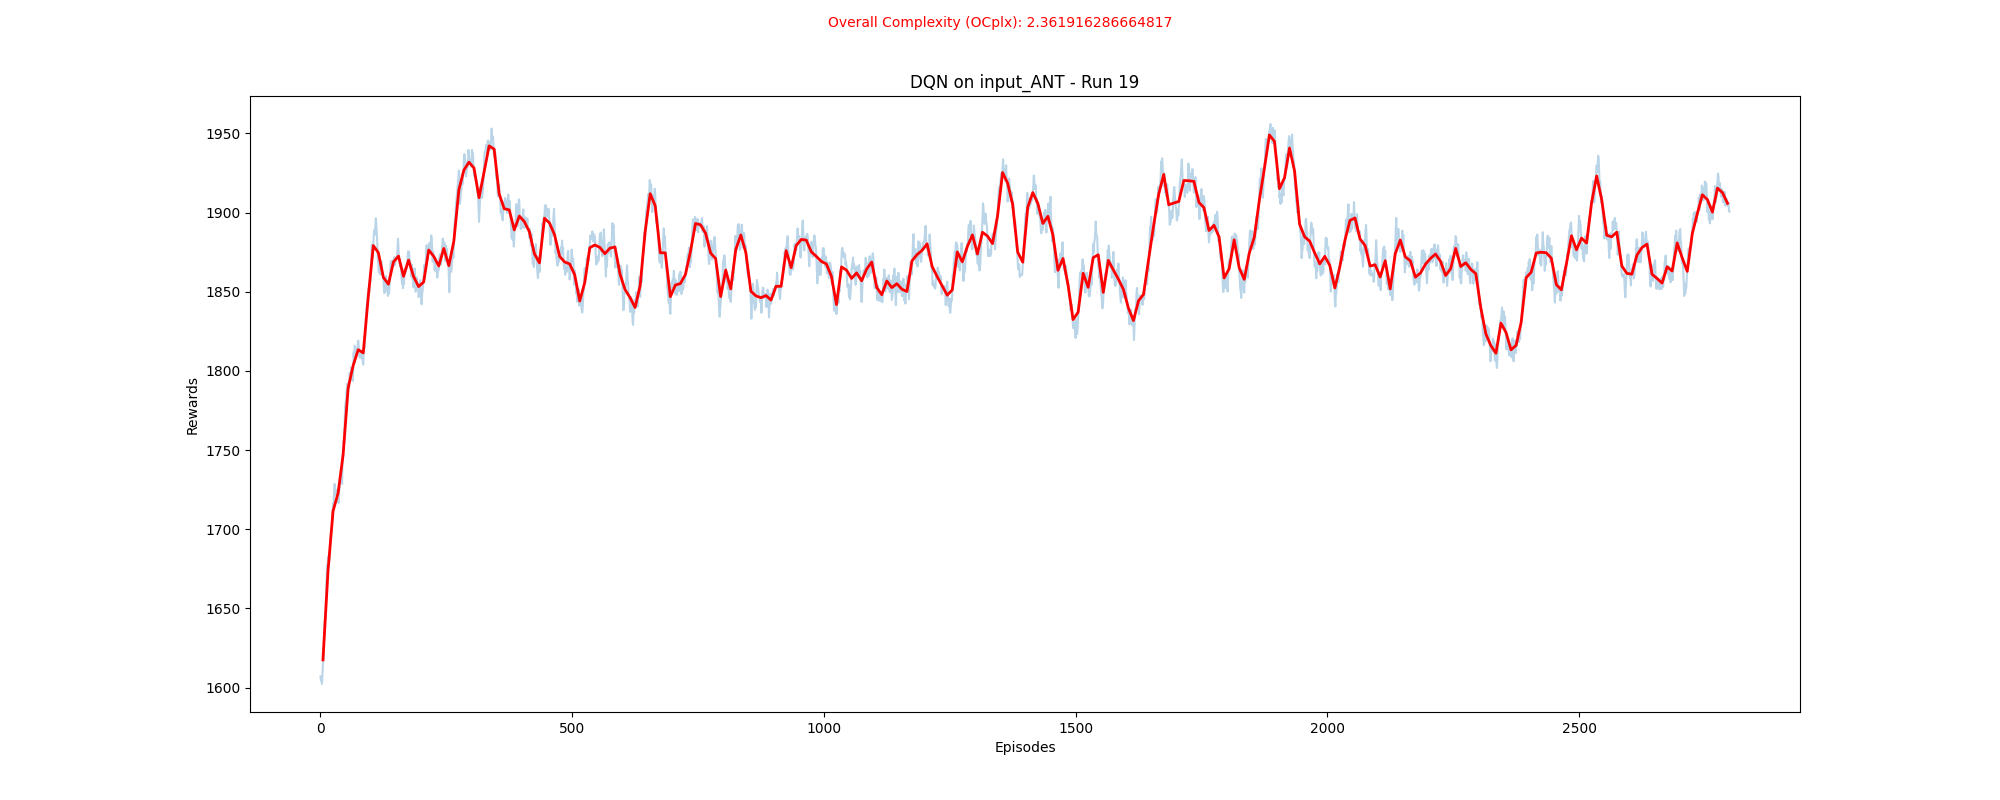 Overall Complexity (OCplx): 2.361916286664817
DQN on input_ANT - Run 19
1950
1900
1850
1800
1750
1700
1650
1600
Rewards
0 500 1000 1500 2000 2500
Episodes